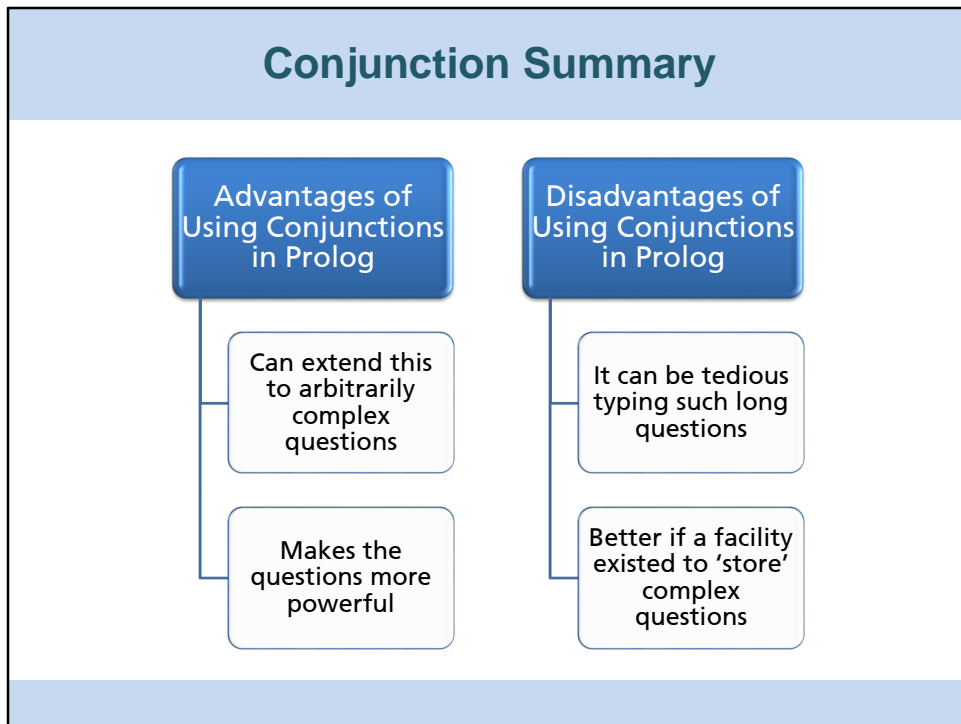 Conjunction Summary
Advantages of
Using Conjunctions
in Prolog
Can extend this
to arbitrarily
complex
questions
Makes the
questions more
powerful
Disadvantages of
Using Conjunctions
in Prolog
It can be tedious
typing such long
questions
Better if a facility
existed to ‘store’
complex
questions